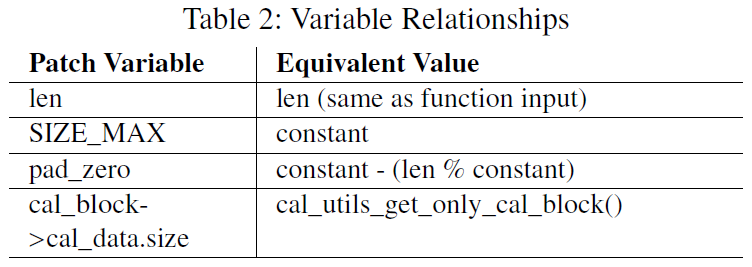 Table 2: Variable Relationships
Patch Variable Equivalent Value
len len (same as function input)
SIZE_MAX constant
pad_zero constant - (len % constant)
cal_block- cal_utils_get_only_cal_block()
>cal_data.size